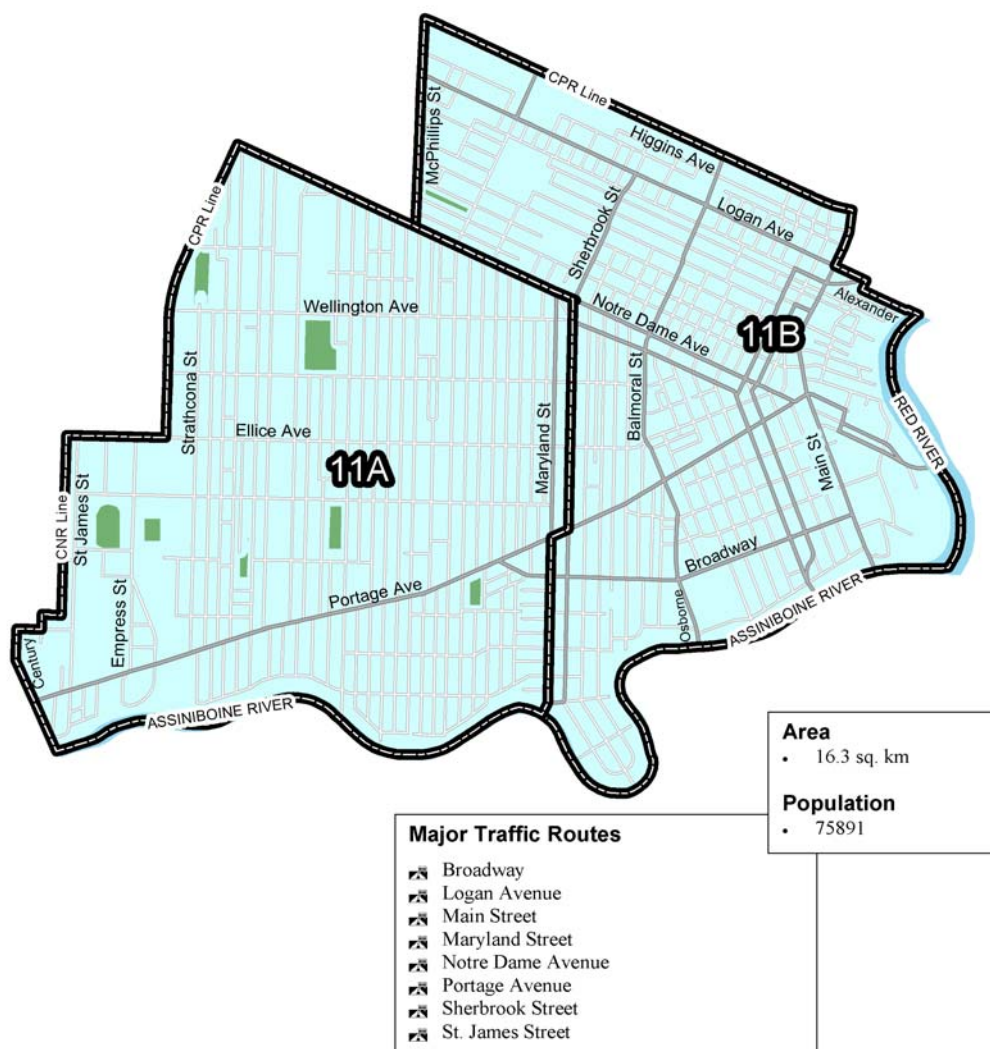 CPR Line
McPhillips St
Higgins Ave
CPR Line
Sherbrook St
Logan Ave
Alexander
Wellington Ave
Notre Dame Ave
11B
Strathcona St
Balmoral St
RED RIVER
Ellice Ave
Maryland St
Main St
11A
CNR Line
St James St
Broadway
Portage Ave
Empress St
Osborne
ASSINIBOINE RIVER
Century
ASSINIBOINE RIVER
Area
• 16.3 sq. km
Population
• 75891
Major Traffic Routes
Broadway
Logan Avenue
Main Street
Maryland Street
Notre Dame Avenue
Portage Avenue
Sherbrook Street
St. James Street